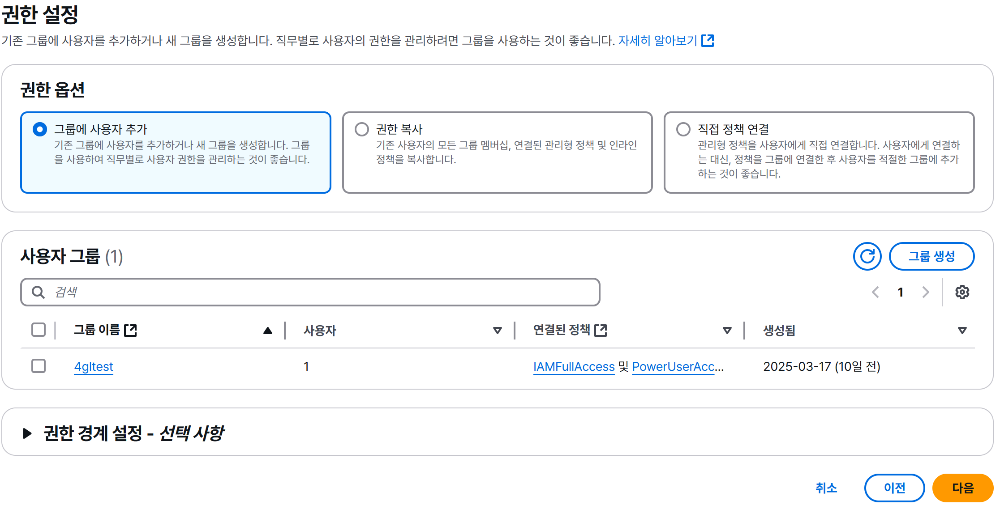 권한 설정
기존 그룹에 사용자를 추가하거나 새 그룹을 생성합니다. 직무별로 사용자의 권한을 관리하려면 그룹을 사용하는 것이 좋습니다. 자세히 알아보기
권한 옵션
그룹에 사용자 추가
기존 그룹에 사용자를 추가하거나 새 그룹을 생성합니다. 그룹
을 사용하여 직무별로 사용자 권한을 관리하는 것이 좋습니다.
권한 복사
기존 사용자의 모든 그룹 멤버십, 연결된 관리형 정책 및 인라인
정책을 복사합니다.
직접 정책 연결
관리형 정책을 사용자에게 직접 연결합니다. 사용자에게 연결하
는 대신, 정책을 그룹에 연결한 후 사용자를 적절한 그룹에 추가
하는 것이 좋습니다.
사용자 그룹 (1)
그룹 생성
검색
1
그룹 이름 사용자 연결된 정책 생성됨
4gltest 1 IAMFullAccess 및 PowerUserAcc... 2025-03-17 (10일 전)
권한 경계 설정 - 선택 사항
취소 이전 다음